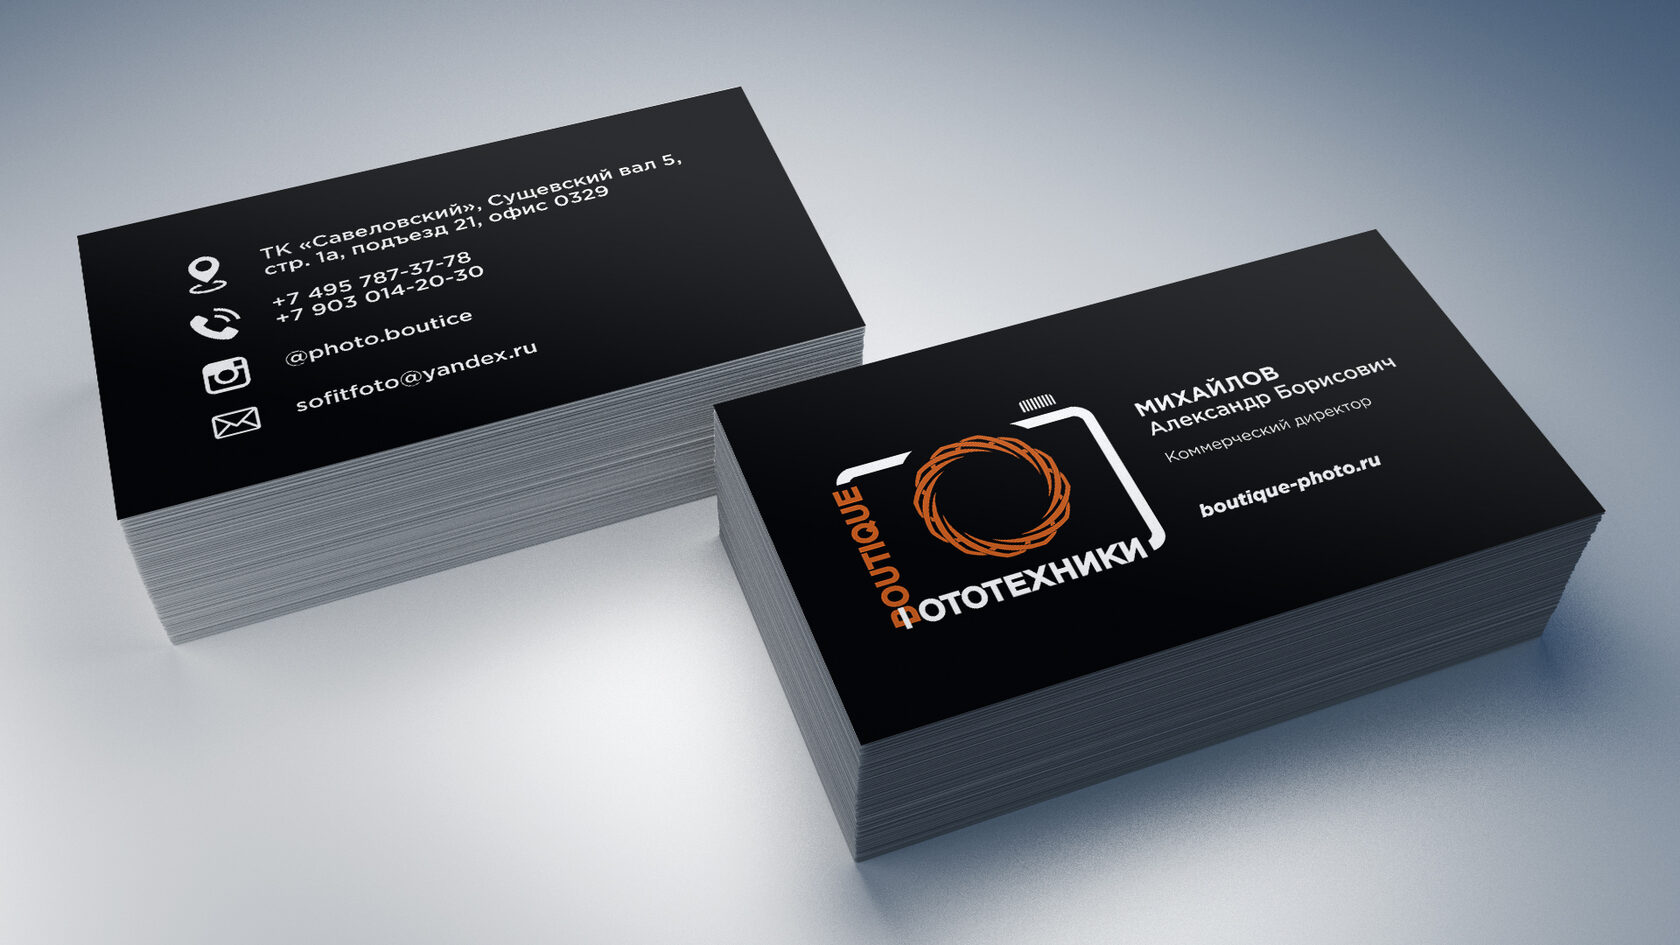 ТК «Савеловский», Сущевский вал 5,
стр. 1а, подъезд 21, офис 0329
+7 495 787-37-78
+7 903 014-20-30
@photo.boutice
sofitfoto@yandex.ru
BOUTIQUE
ФОТОТЕХНИКИ
МИХАЙЛОВ
Александр Борисович
Коммерческий директор
boutique-photo.ru